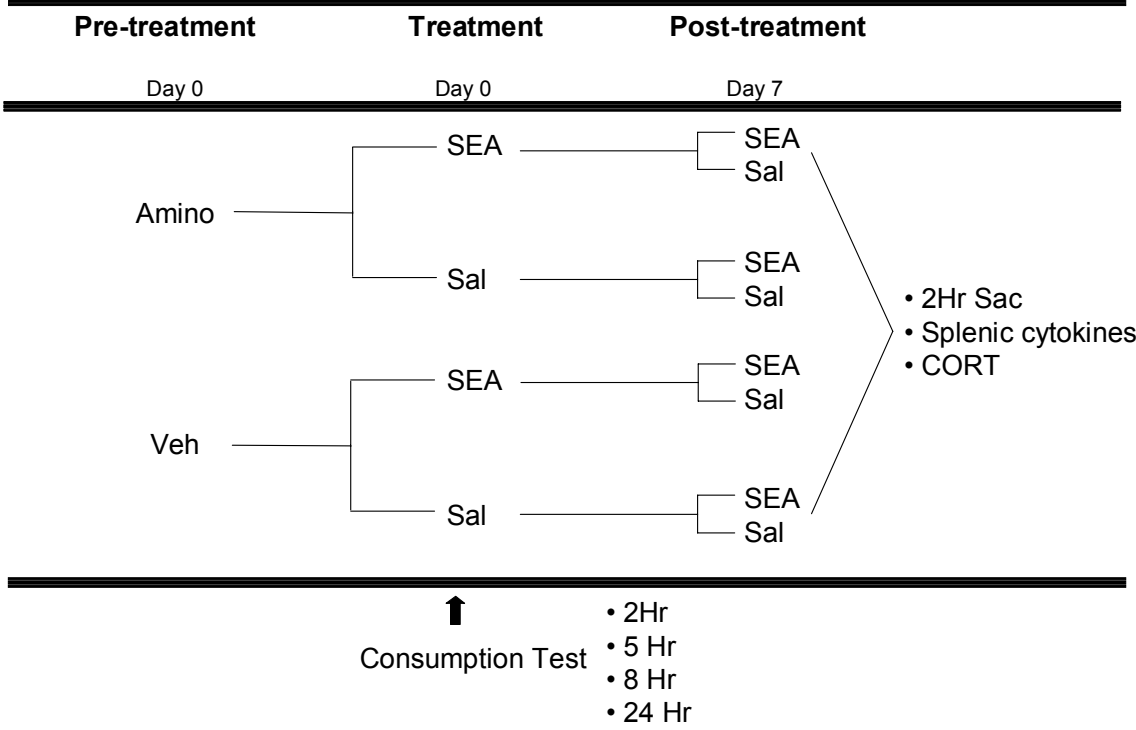 Pre-treatment Treatment Post-treatment
Day 0 Day 0 Day 7
SEA
SEA
Sal
Amino
Sal
SEA
Sal
SEA
SEA
Sal
Veh
Sal
SEA
Sal
• 2Hr Sac
• Splenic cytokines
• CORT
Consumption Test
• 2Hr
• 5 Hr
• 8 Hr
• 24 Hr